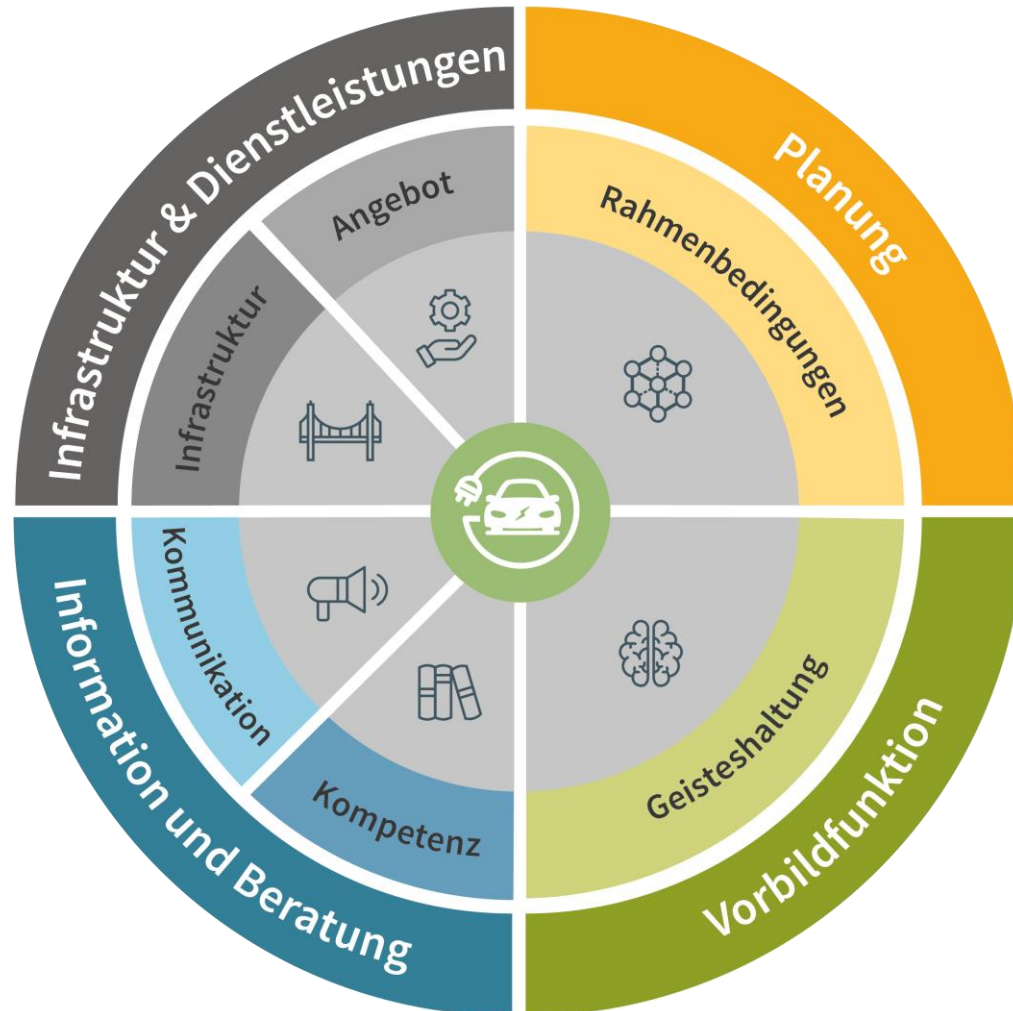 Infrastruktur & Dienstleistungen
Planung
Angebot
Rahmenbedingungen
Infrastruktur
Kommunikation
Kompetenz
Geisteshaltung
Information und Beratung
Vorbildfunktion